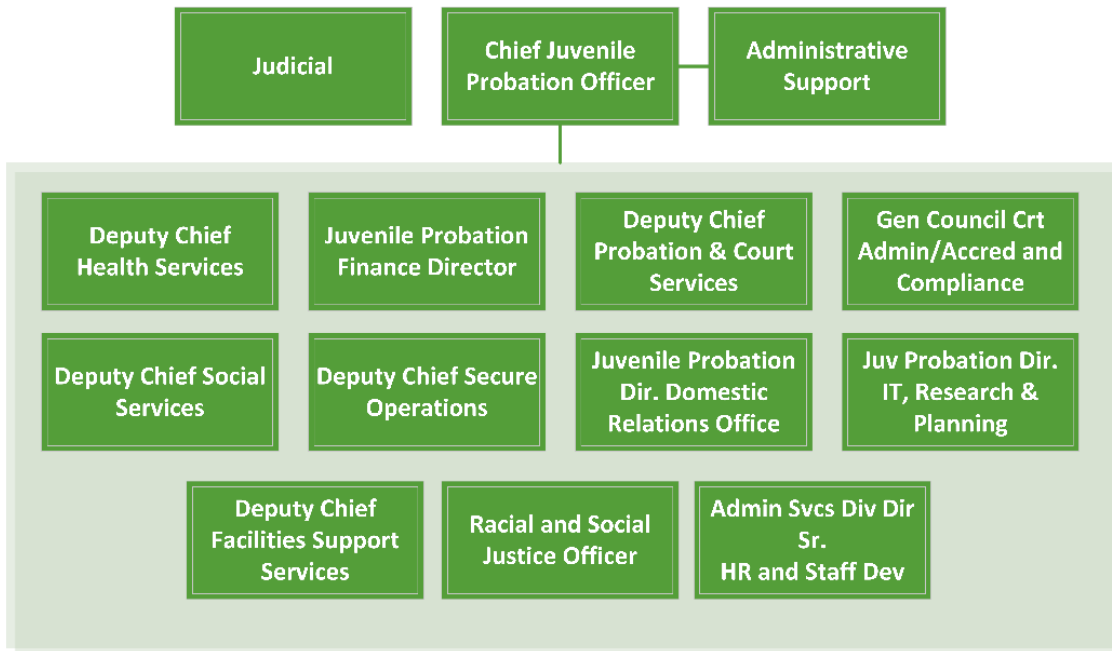 Judicial
Chief Juvenile
Probation Officer
Administrative
Support
Deputy Chief
Health Services
Juvenile Probation
Finance Director
Deputy Chief
Probation & Court
Services
Gen Council Crt
Admin/Accred and
Compliance
Deputy Chief Social
Services
Deputy Chief Secure
Operations
Juvenile Probation
Dir. Domestic
Relations Office
Juv Probation Dir.
IT, Research &
Planning
Deputy Chief
Facilities Support
Services
Racial and Social
Justice Officer
Admin Svcs Div Dir
Sr.
HR and Staff Dev